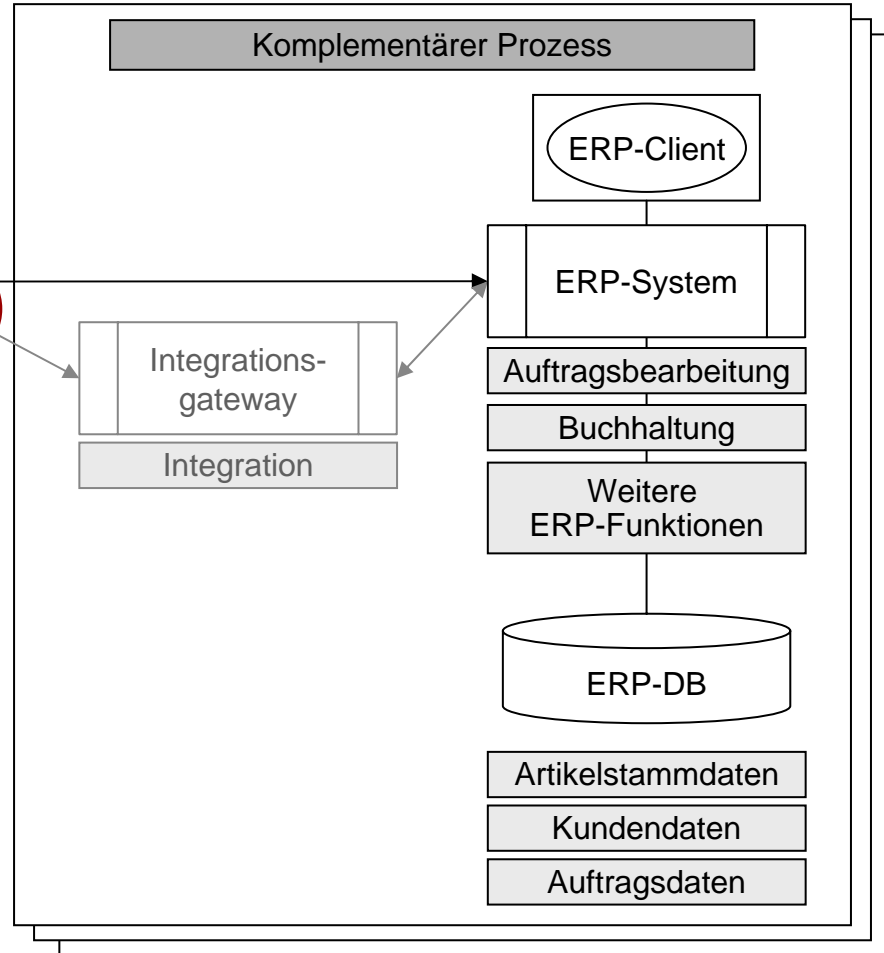 Komplementärer Prozess
ERP-Client
ERP-System
Integrations-
gateway
Integration
Auftragsbearbeitung
Buchhaltung
Weitere
ERP-Funktionen
ERP-DB
Artikelstammdaten
Kundendaten
Auftragsdaten